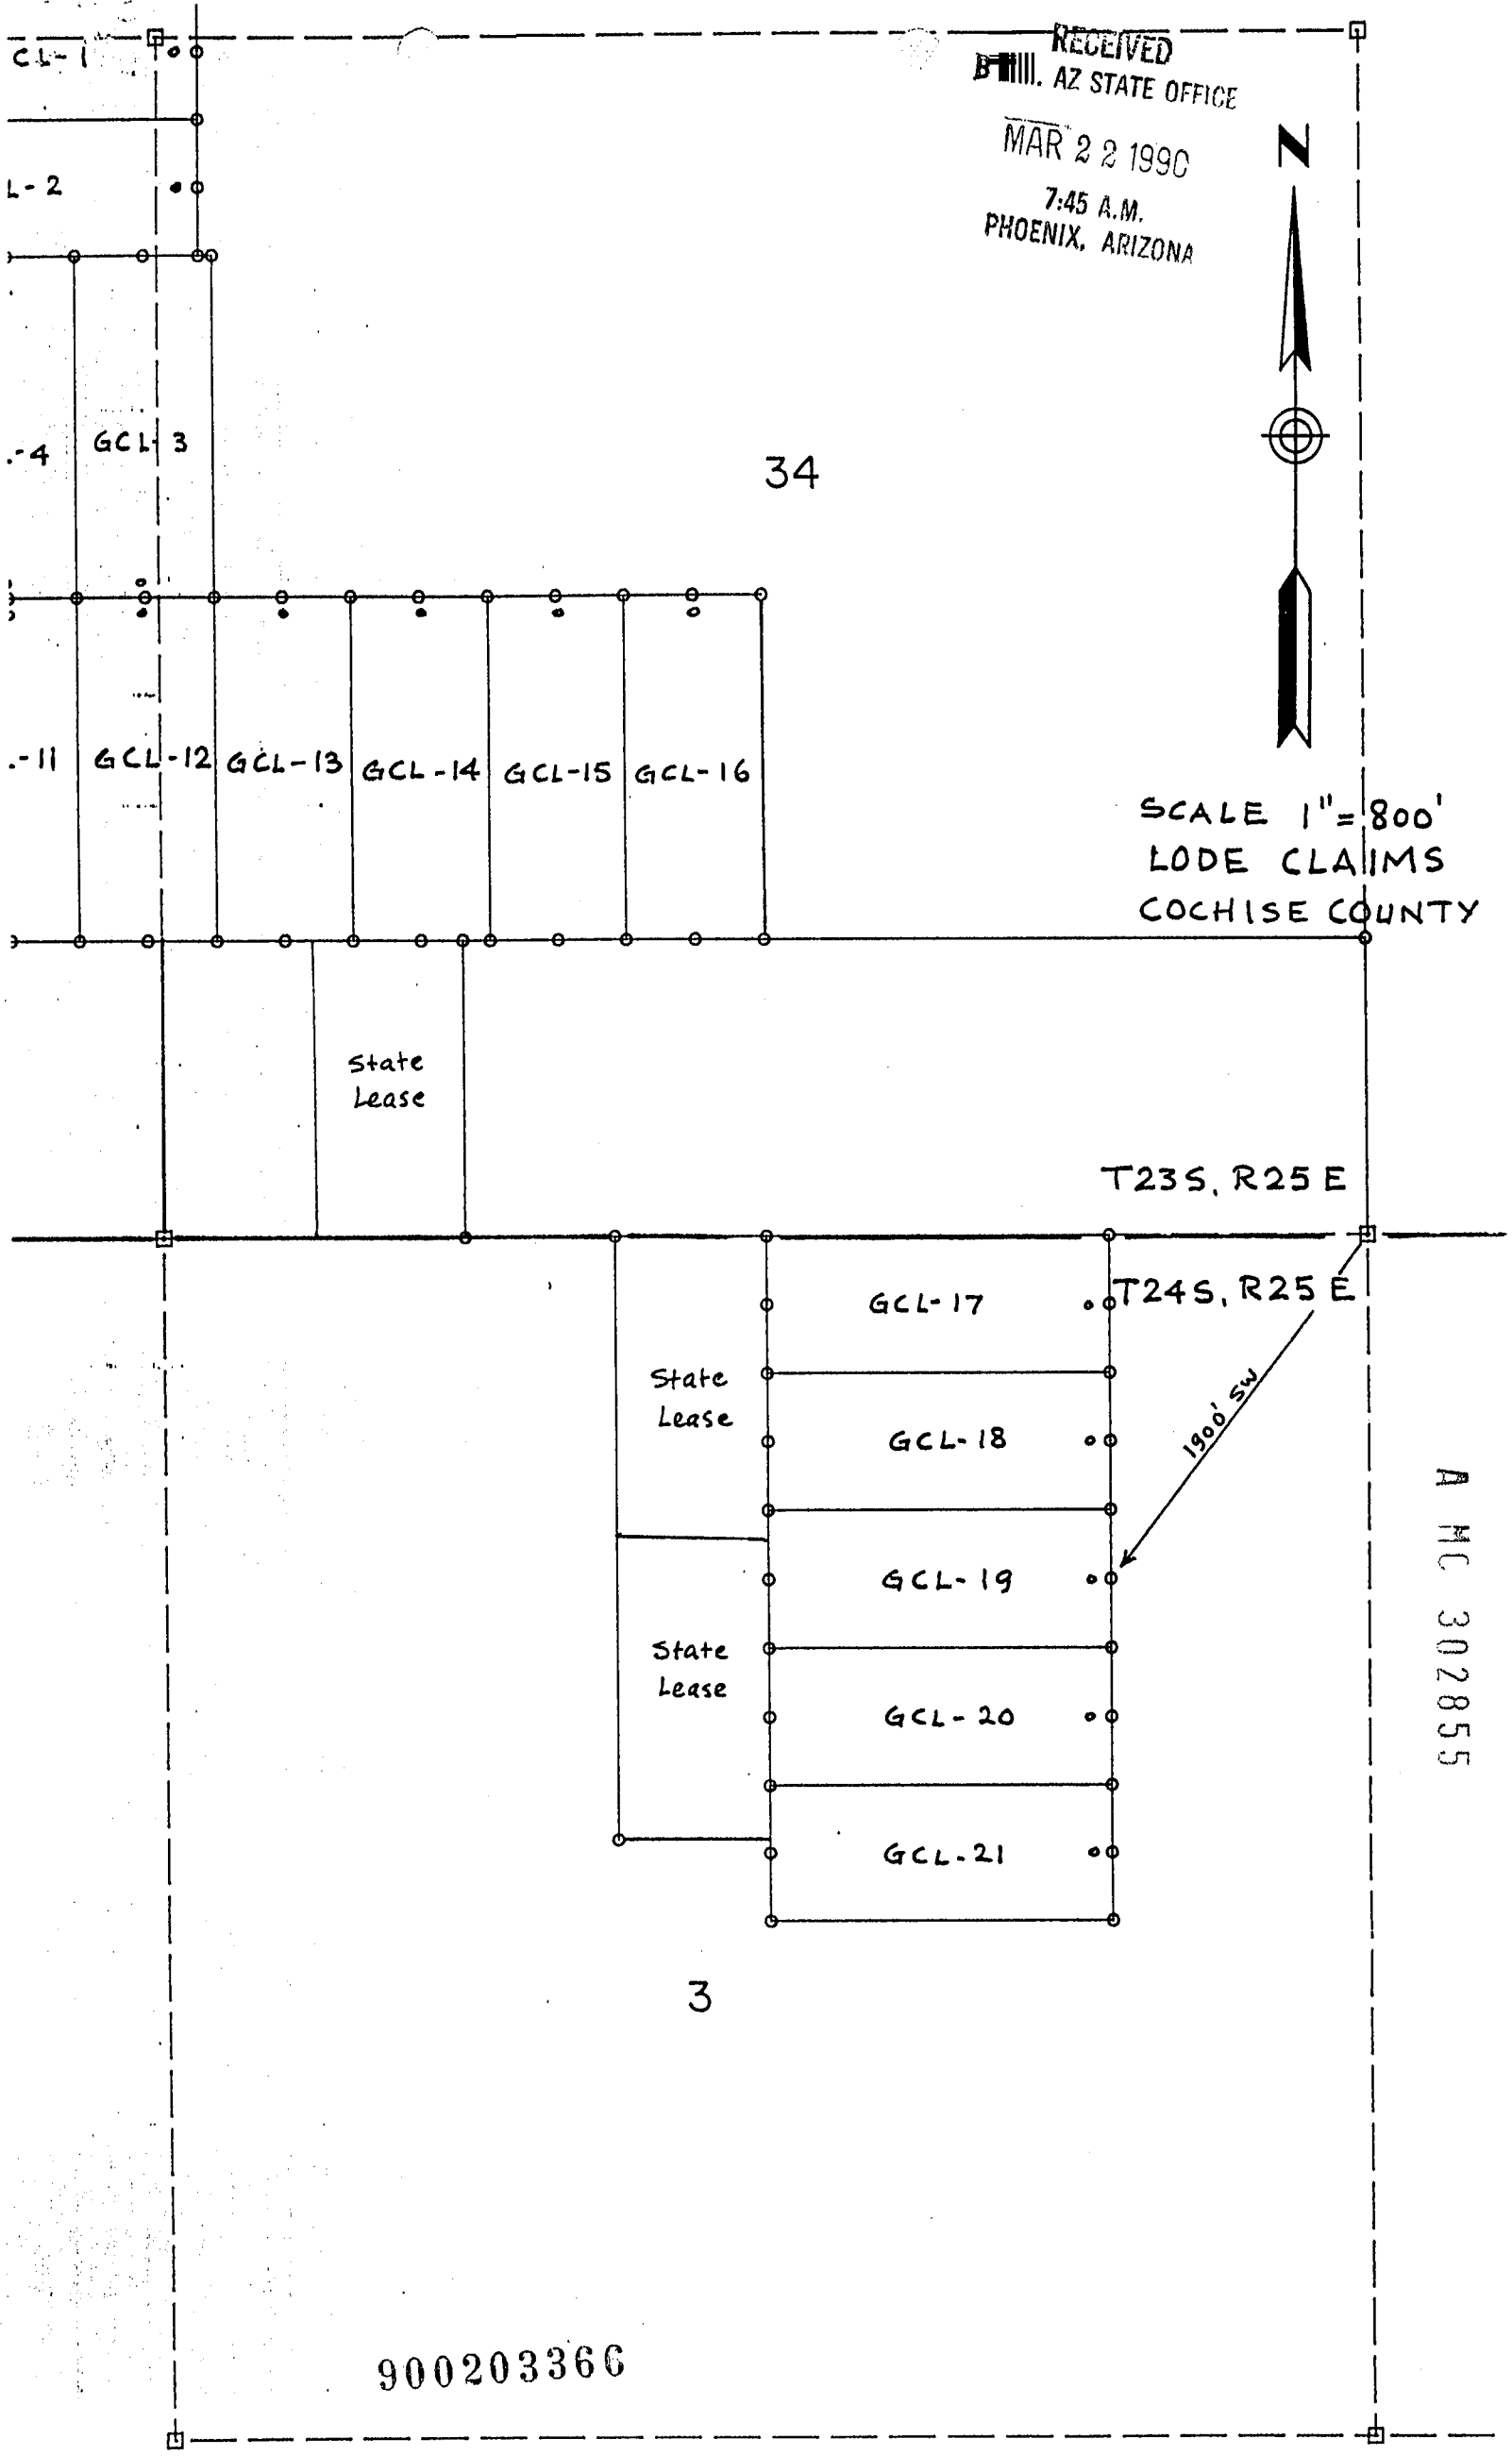 CL-1
RECEIVED
AZ STATE OFFICE
MAR 22 1990
7:45 A.M.
PHOENIX, ARIZONA
N
L-2
.-4
GCL-3
34
.-11
GCL-12
GCL-13
GCL-14
GCL-15
GCL-16
SCALE 1"=800'
LODE CLAIMS
COCHISE COUNTY
State
Lease
T23S, R25E
T24S, R25E
GCL-17
State
Lease
GCL-18
1900' SW
GCL-19
State
Lease
GCL-20
GCL-21
A MC 302855
3
900203366